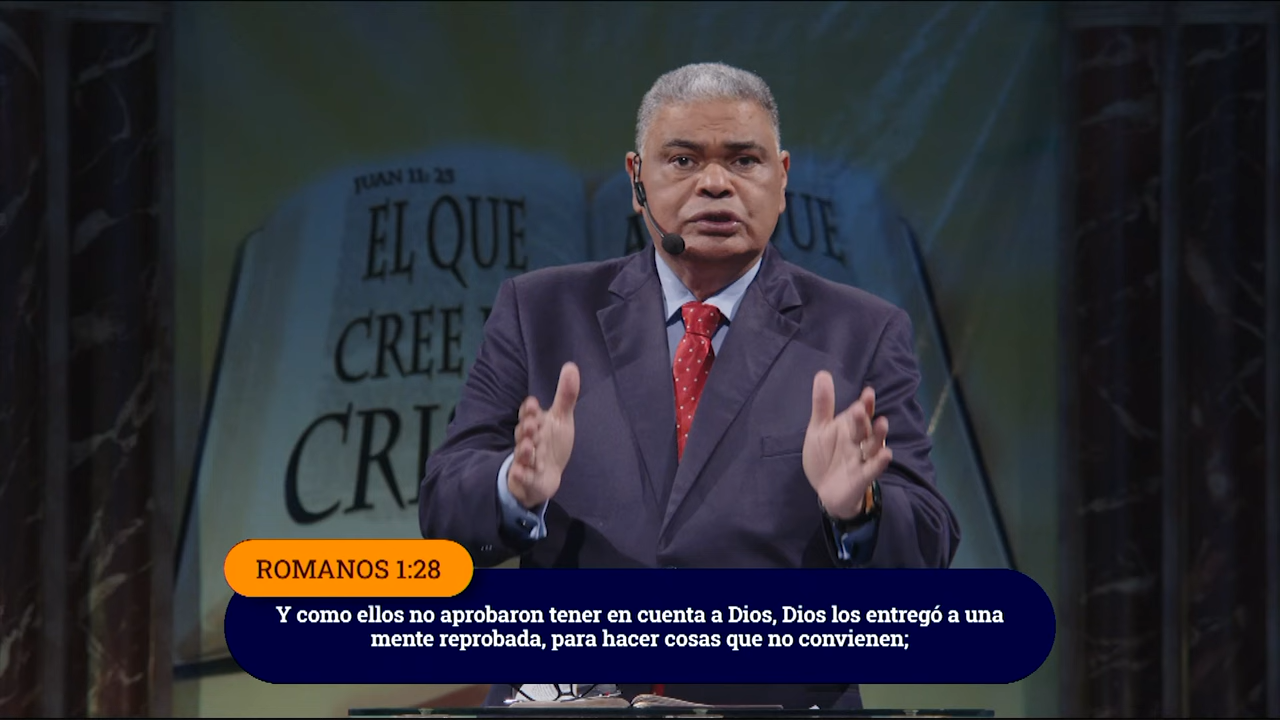 JUAN 11: 25
EL QUE
CREE
UE
ROMANOS 1:28
Y como ellos no aprobaron tener en cuenta a Dios, Dios los entregó a una
mente reprobada, para hacer cosas que no convienen;